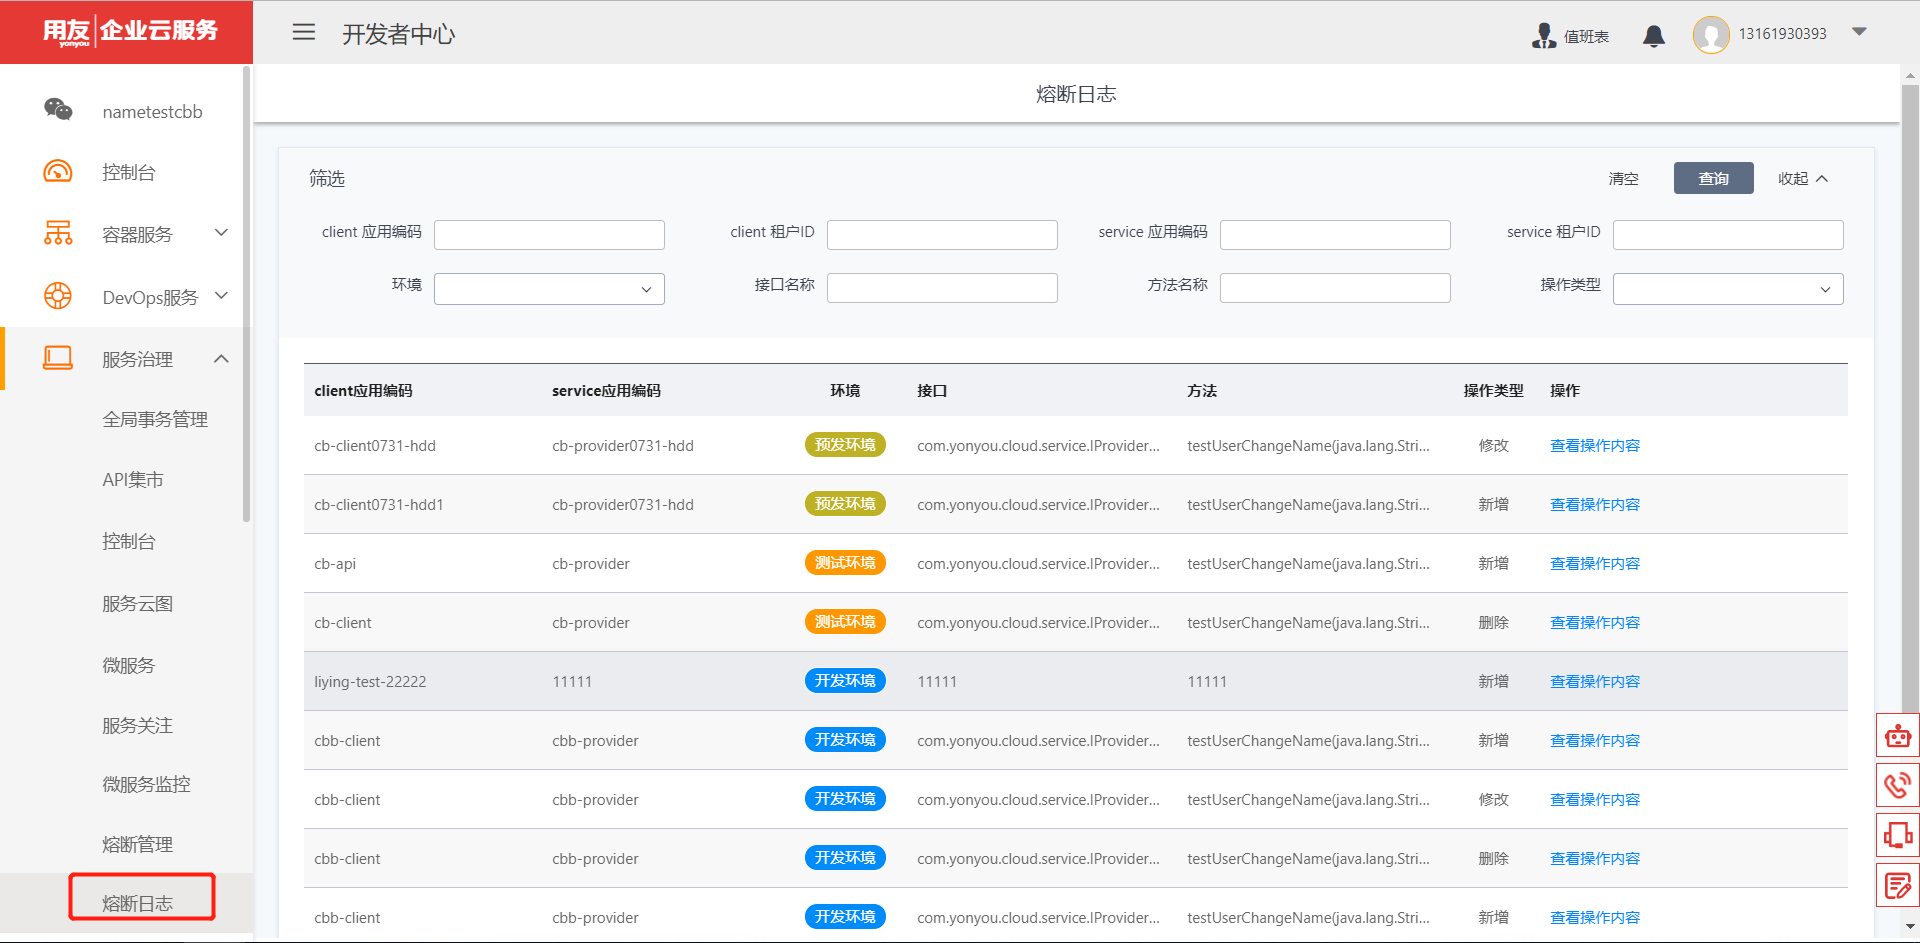 用友 企业云服务
yonyou
开发者中心
值班表
13161930393
nametestcbb
控制台
容器服务
DevOps服务
服务治理
全局事务管理
API集市
控制台
服务云图
微服务
服务关注
微服务监控
熔断管理
熔断日志
熔断日志
筛选
清空 查询 收起
client 应用编码 client 租户ID service 应用编码 service 租户ID
环境 接口名称 方法名称 操作类型
client应用编码 service应用编码 环境 接口 方法 操作类型 操作
cb-client0731-hdd cb-provider0731-hdd 预发环境 com.yonyou.cloud.service.IProvider... testUserChangeName(java.lang.Stri... 修改 查看操作内容
cb-client0731-hdd1 cb-provider0731-hdd 预发环境 com.yonyou.cloud.service.IProvider... testUserChangeName(java.lang.Stri... 新增 查看操作内容
cb-api cb-provider 测试环境 com.yonyou.cloud.service.IProvider... testUserChangeName(java.lang.Stri... 新增 查看操作内容
cb-client cb-provider 测试环境 com.yonyou.cloud.service.IProvider... testUserChangeName(java.lang.Stri... 删除 查看操作内容
liying-test-22222 11111 开发环境 11111 11111 新增 查看操作内容
cbb-client cbb-provider 开发环境 com.yonyou.cloud.service.IProvider... testUserChangeName(java.lang.Stri... 新增 查看操作内容
cbb-client cbb-provider 开发环境 com.yonyou.cloud.service.IProvider... testUserChangeName(java.lang.Stri... 修改 查看操作内容
cbb-client cbb-provider 开发环境 com.yonyou.cloud.service.IProvider... testUserChangeName(java.lang.Stri... 删除 查看操作内容
cbb-client cbb-provider 开发环境 com.yonyou.cloud.service.IProvider... testUserChangeName(java.lang.Stri... 新增 查看操作内容